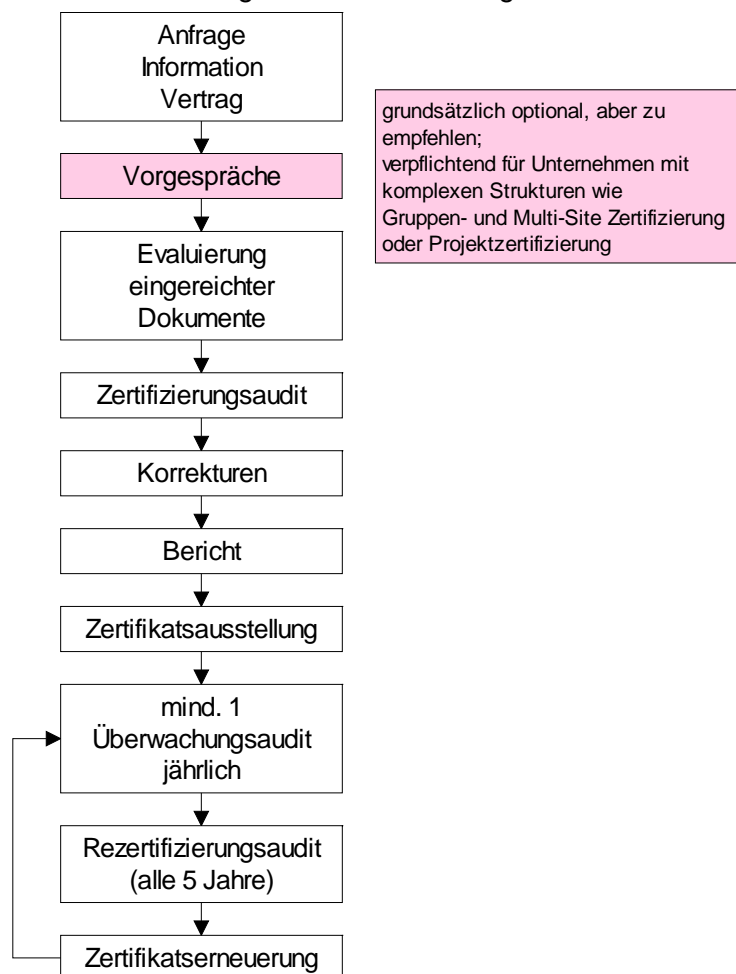 Anfrage
Information
Vertrag
grundsätzlich optional, aber zu
empfehlen;
verpflichtend für Unternehmen mit
komplexen Strukturen wie
Gruppen- und Multi-Site Zertifizierung
oder Projektzertifizierung
Vorgespräche
Evaluierung
eingereichter
Dokumente
Zertifizierungsaudit
Korrekturen
Bericht
Zertifikatsausstellung
mind. 1
Überwachungsaudit
jährlich
Rezertifizierungsaudit
(alle 5 Jahre)
Zertifikatserneuerung